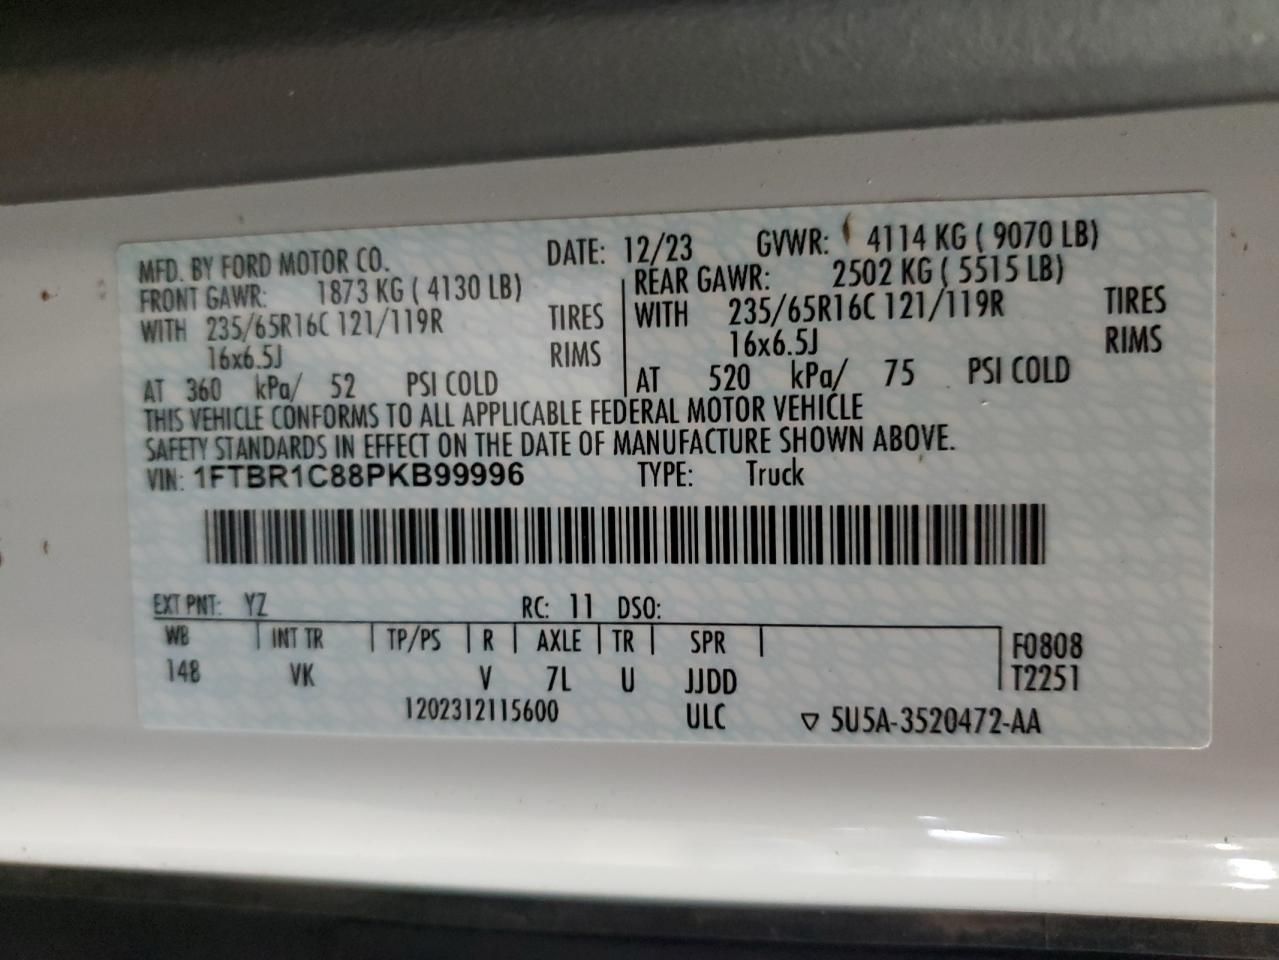 MFD. BY FORD MOTOR CO. DATE: 12/23 GVWR: 4114 KG ( 9070 LB)
FRONT GAWR: 1873 KG ( 4130 LB) REAR GAWR: 2502 KG ( 5515 LB)
WITH 235/65R16C 121/119R TIRES WITH 235/65R16C 121/119R TIRES
16x6.5J RIMS 16x6.5J RIMS
AT 360 kPa/ 52 PSI COLD AT 520 kPa/ 75 PSI COLD
THIS VEHICLE CONFORMS TO ALL APPLICABLE FEDERAL MOTOR VEHICLE
SAFETY STANDARDS IN EFFECT ON THE DATE OF MANUFACTURE SHOWN ABOVE.
VIN: 1FTBR1C88PKB99996 TYPE: Truck
EXT PNT: YZ RC: 11 DSO:
WB INT TR TP/PS R AXLE TR SPR F0808
148 VK V 7L U JJDD T2251
1202312115600 ULC ▽ 5U5A-3520472-AA